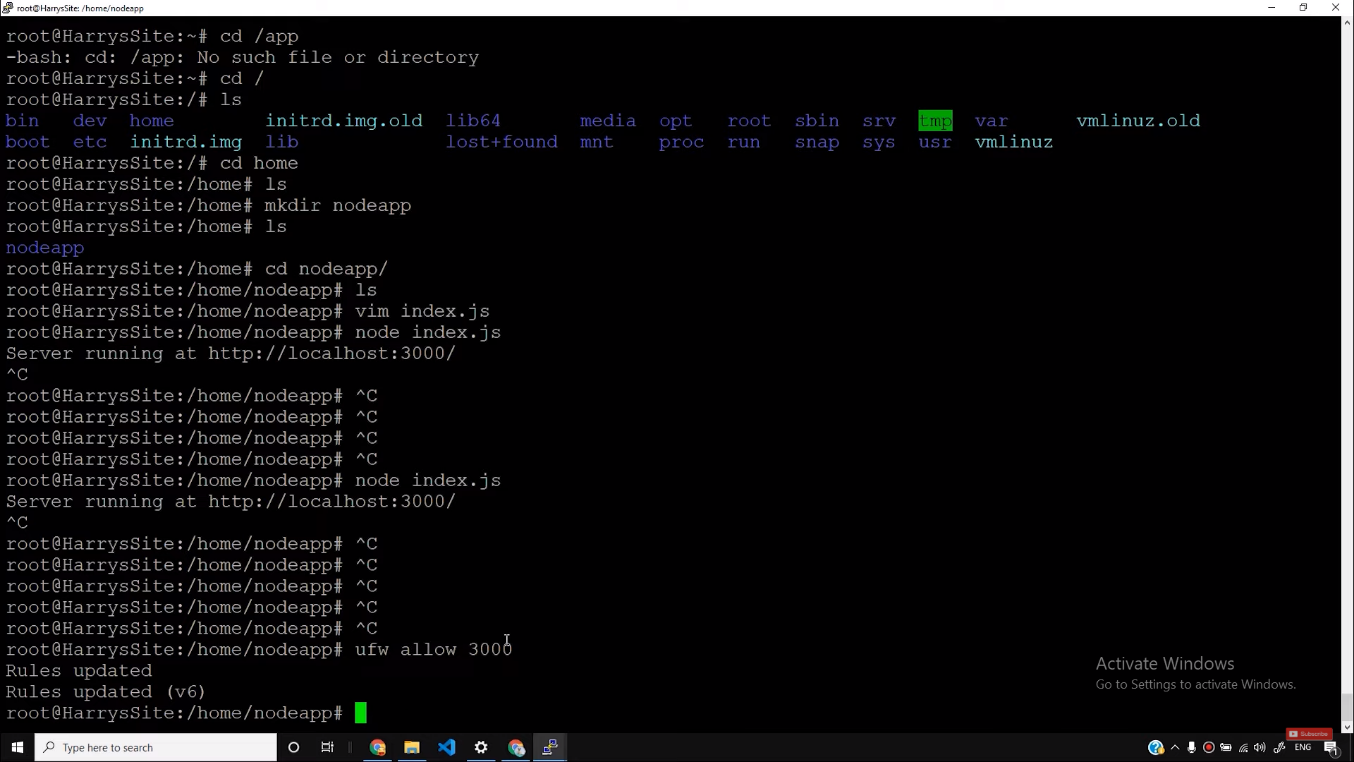 root@HarrysSite: /home/nodeapp
root@HarrysSite:~# cd /app
-bash: cd: /app: No such file or directory
root@HarrysSite:~# cd /
root@HarrysSite:/# ls
bin dev home initrd.img.old lib64 media opt root sbin srv tmp var vmlinuz.old
boot etc initrd.img lib lost+found mnt proc run snap sys usr vmlinuz
root@HarrysSite:/# cd home
root@HarrysSite:/home# ls
root@HarrysSite:/home# mkdir nodeapp
root@HarrysSite:/home# ls
nodeapp
root@HarrysSite:/home# cd nodeapp/
root@HarrysSite:/home/nodeapp# ls
root@HarrysSite:/home/nodeapp# vim index.js
root@HarrysSite:/home/nodeapp# node index.js
Server running at http://localhost:3000/
^C
root@HarrysSite:/home/nodeapp# ^C
root@HarrysSite:/home/nodeapp# ^C
root@HarrysSite:/home/nodeapp# ^C
root@HarrysSite:/home/nodeapp# ^C
root@HarrysSite:/home/nodeapp# node index.js
Server running at http://localhost:3000/
^C
root@HarrysSite:/home/nodeapp# ^C
root@HarrysSite:/home/nodeapp# ^C
root@HarrysSite:/home/nodeapp# ^C
root@HarrysSite:/home/nodeapp# ^C
root@HarrysSite:/home/nodeapp# ^C
root@HarrysSite:/home/nodeapp# ufw allow 3000
Rules updated
Rules updated (v6)
root@HarrysSite:/home/nodeapp#
Activate Windows
Go to Settings to activate Windows.
Subscribe
Type here to search
ENG
1